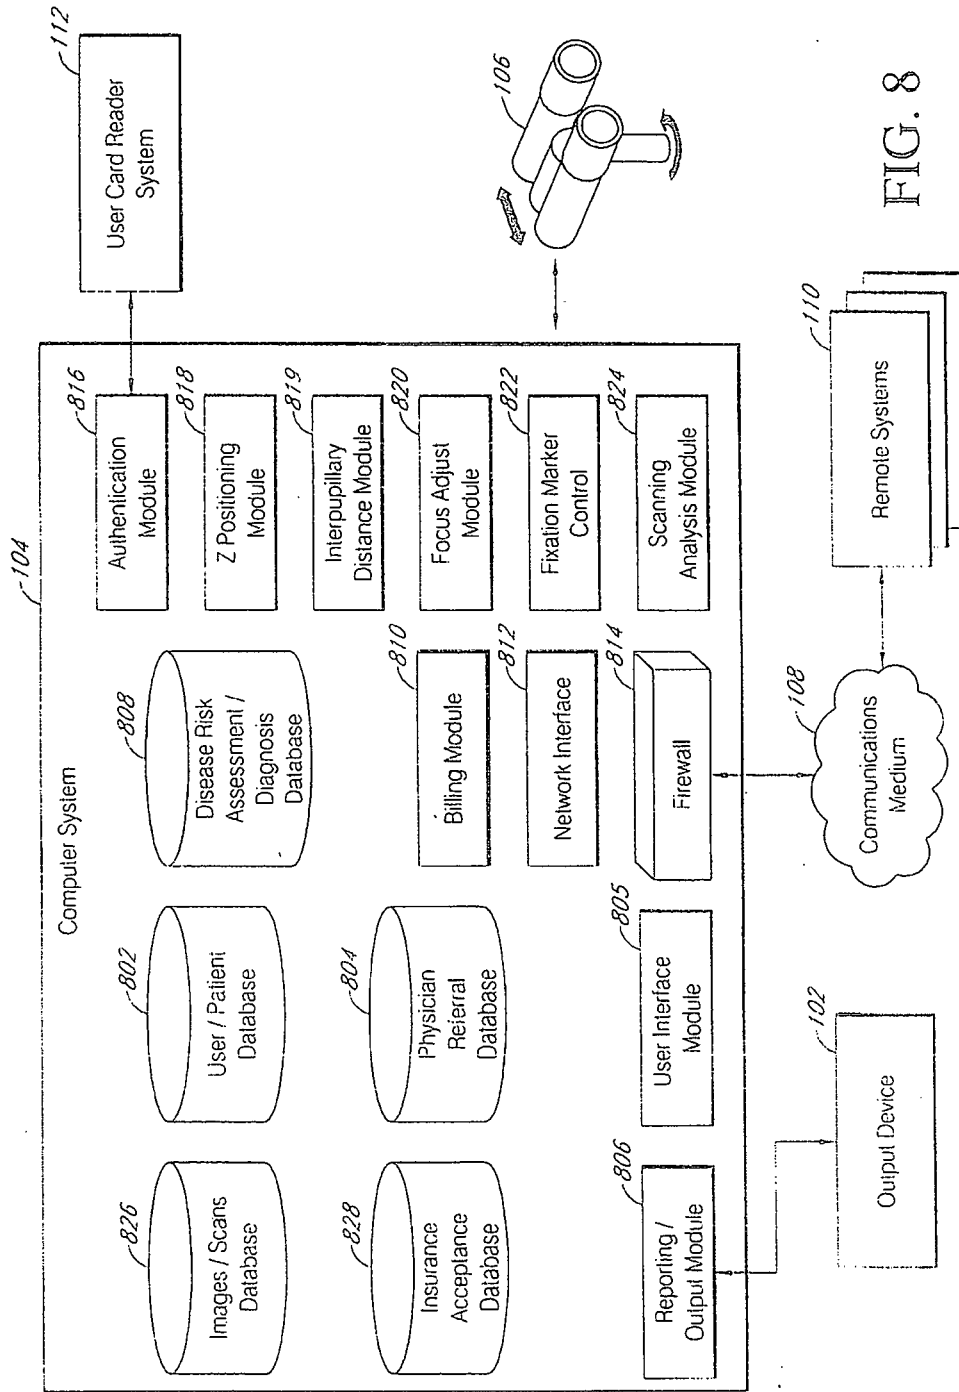 104
Computer System
826
Images / Scans
Database
802
User / Patient
Database
808
Disease Risk
Assessment /
Diagnosis
Database
816
Authentication
Module
112
User Card Reader
System
818
Z Positioning
Module
828
Insurance
Acceptance
Database
804
Physician
Referral
Database
819
Interpupillary
Distance Module
810
Billing Module
820
Focus Adjust
Module
106
812
Network Interface
822
Fixation Marker
Control
806
Reporting /
Output Module
805
User Interface
Module
814
Firewall
824
Scanning
Analysis Module
102
Output Device
108
Communications
Medium
110
Remote Systems
FIG. 8